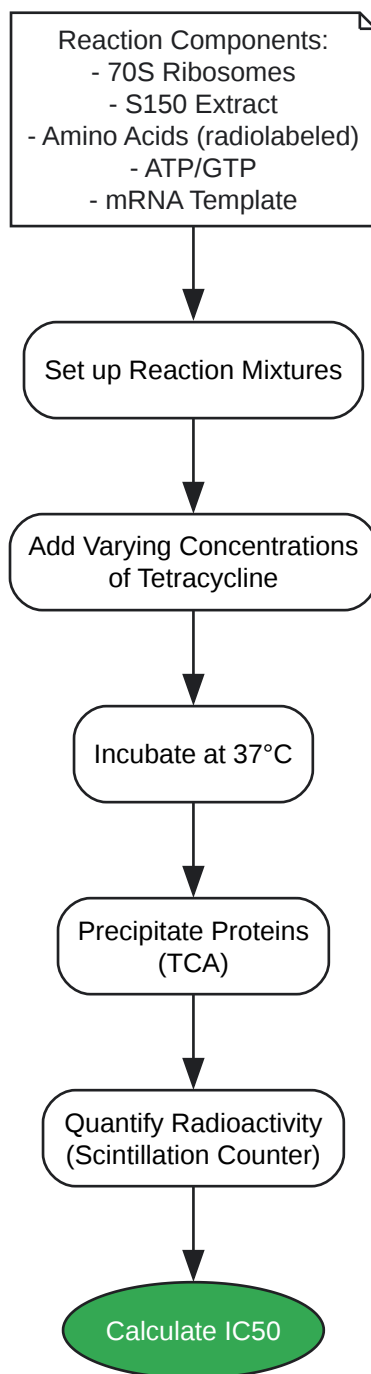 Reaction Components:
- 70S Ribosomes
- S150 Extract
- Amino Acids (radiolabeled)
- ATP/GTP
- mRNA Template
Set up Reaction Mixtures
Add Varying Concentrations
of Tetracycline
Incubate at 37°C
Precipitate Proteins
(TCA)
Quantify Radioactivity
(Scintillation Counter)
Calculate IC50